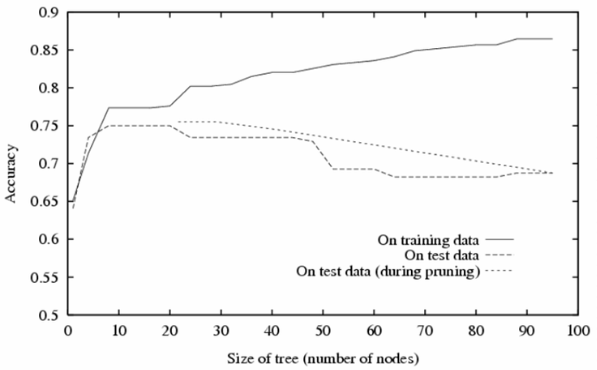 0.9
0.85
0.8
0.75
0.7
0.65
0.6
0.55
0.5
Accuracy
On training data
On test data
On test data (during pruning)
0 10 20 30 40 50 60 70 80 90 100
Size of tree (number of nodes)